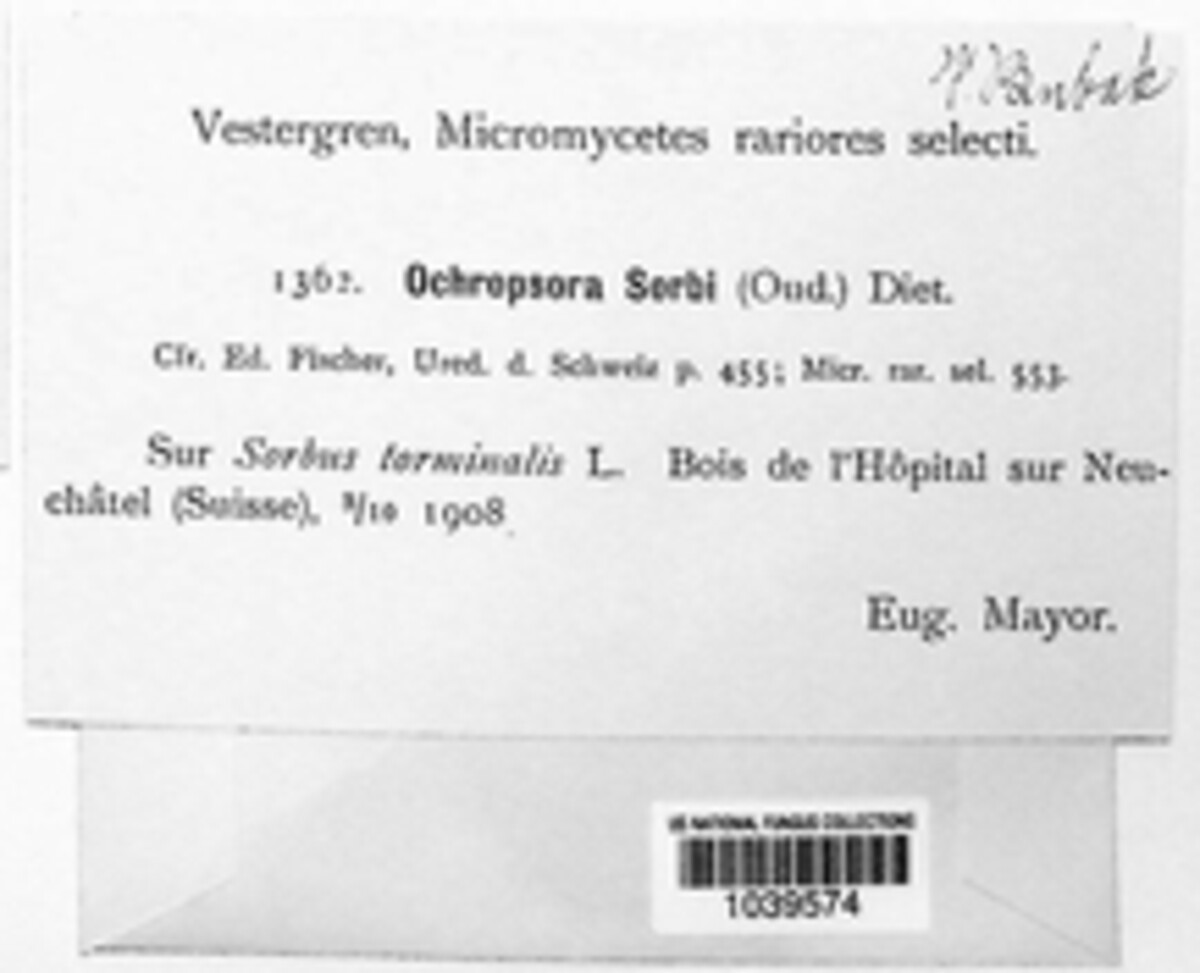 Vestergren, Micromycetes rariores selecti.
1362. Ochropsora Sorbi (Oud.) Diet.
Cfr. Ed. Fischer, Ured. d. Schweiz p. 455; Micr. rar. sel. 553.
Sur Sorbus torminalis L. Bois de l'Hôpital sur Neu-
châtel (Suisse), /10 1908.
Eug. Mayor.
US NATIONAL FUNGUS COLLECTIONS
1039574